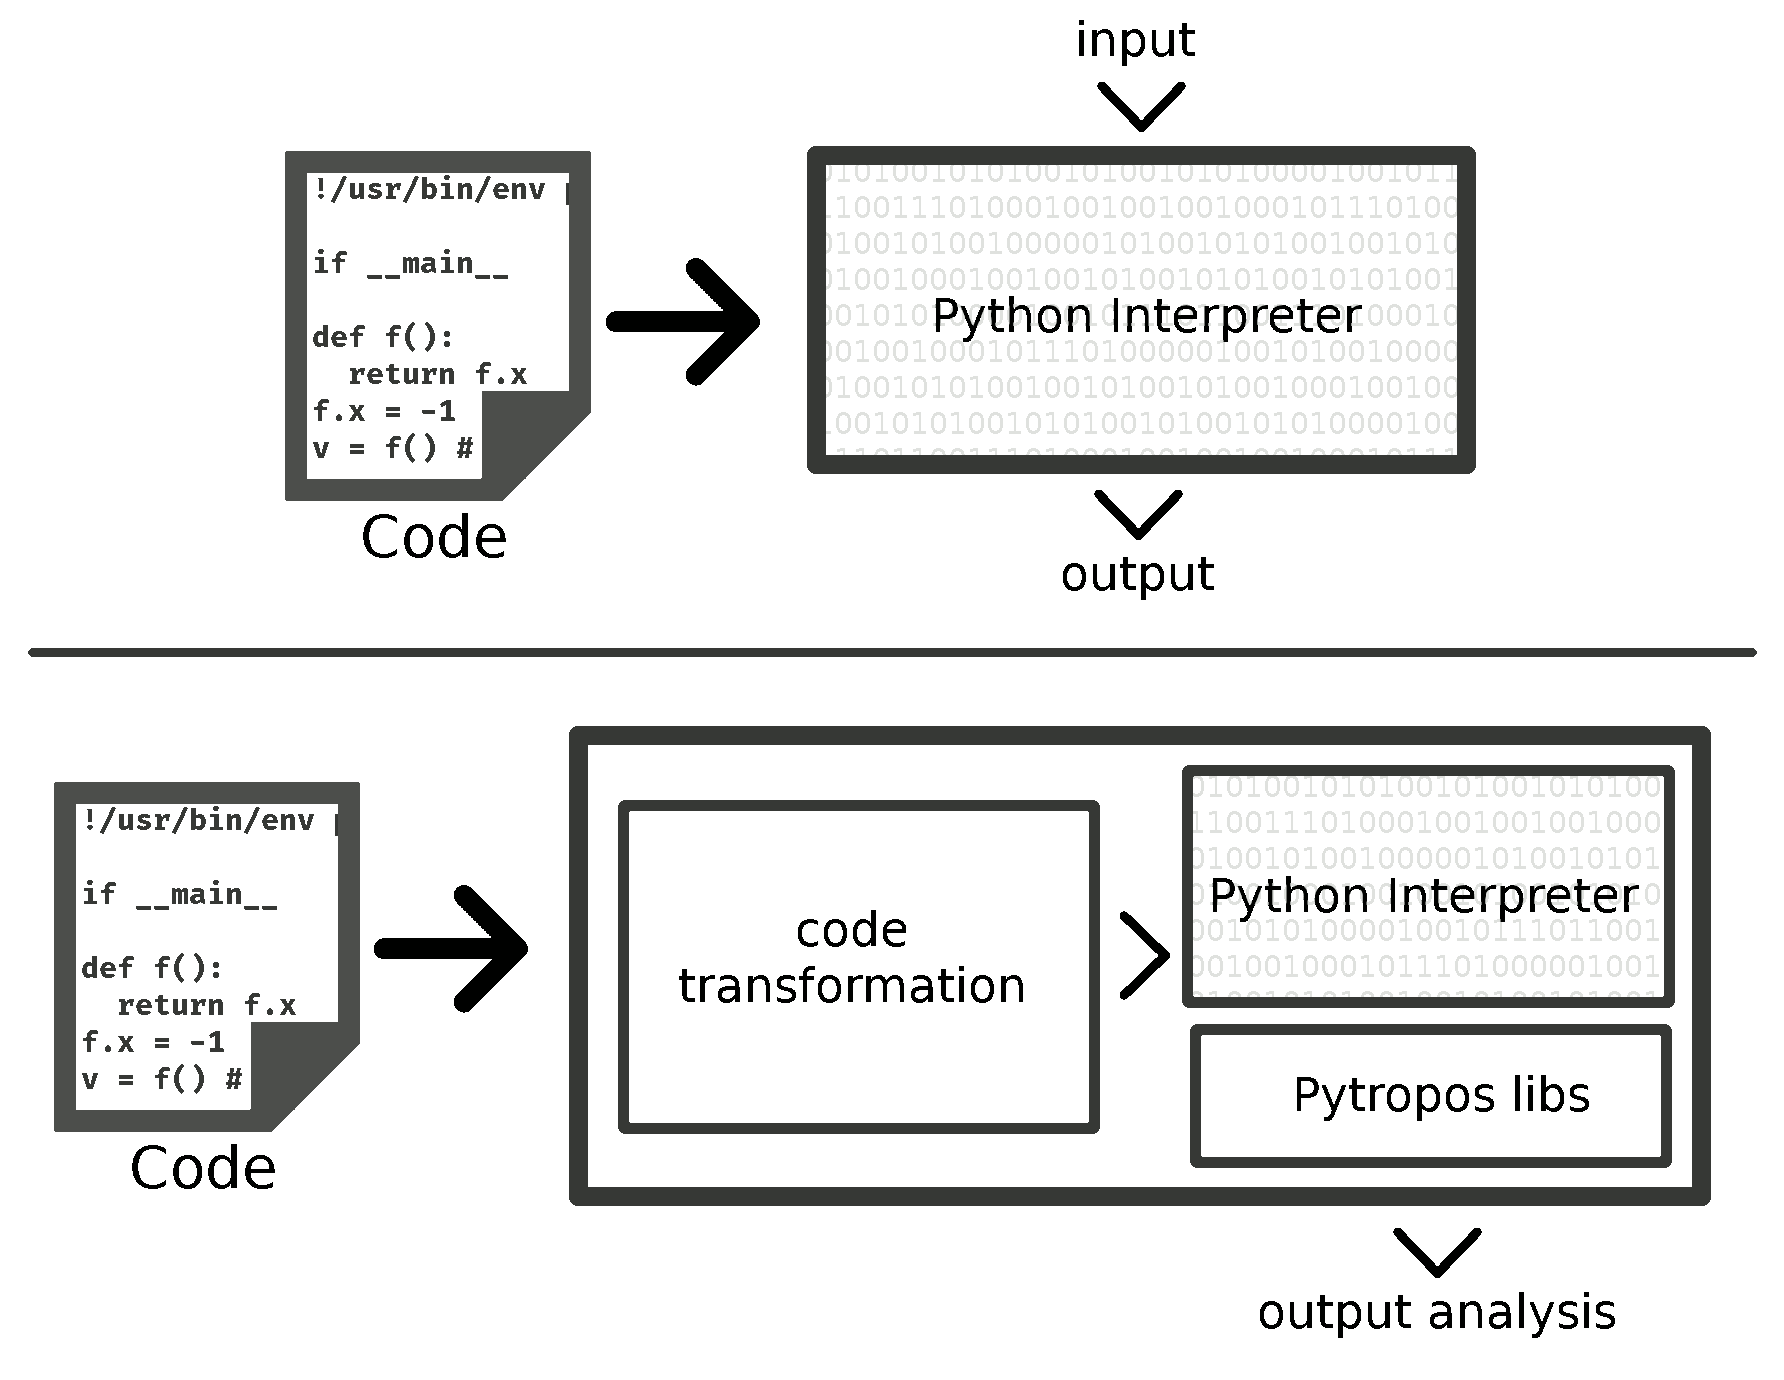 input
!/usr/bin/env
if __main__
def f():
return f.x
f.x = -1
v = f() #
Code
Python Interpreter
output
!/usr/bin/env
if __main__
def f():
return f.x
f.x = -1
v = f() #
Code
code
transformation
Python Interpreter
Pytropos libs
output analysis